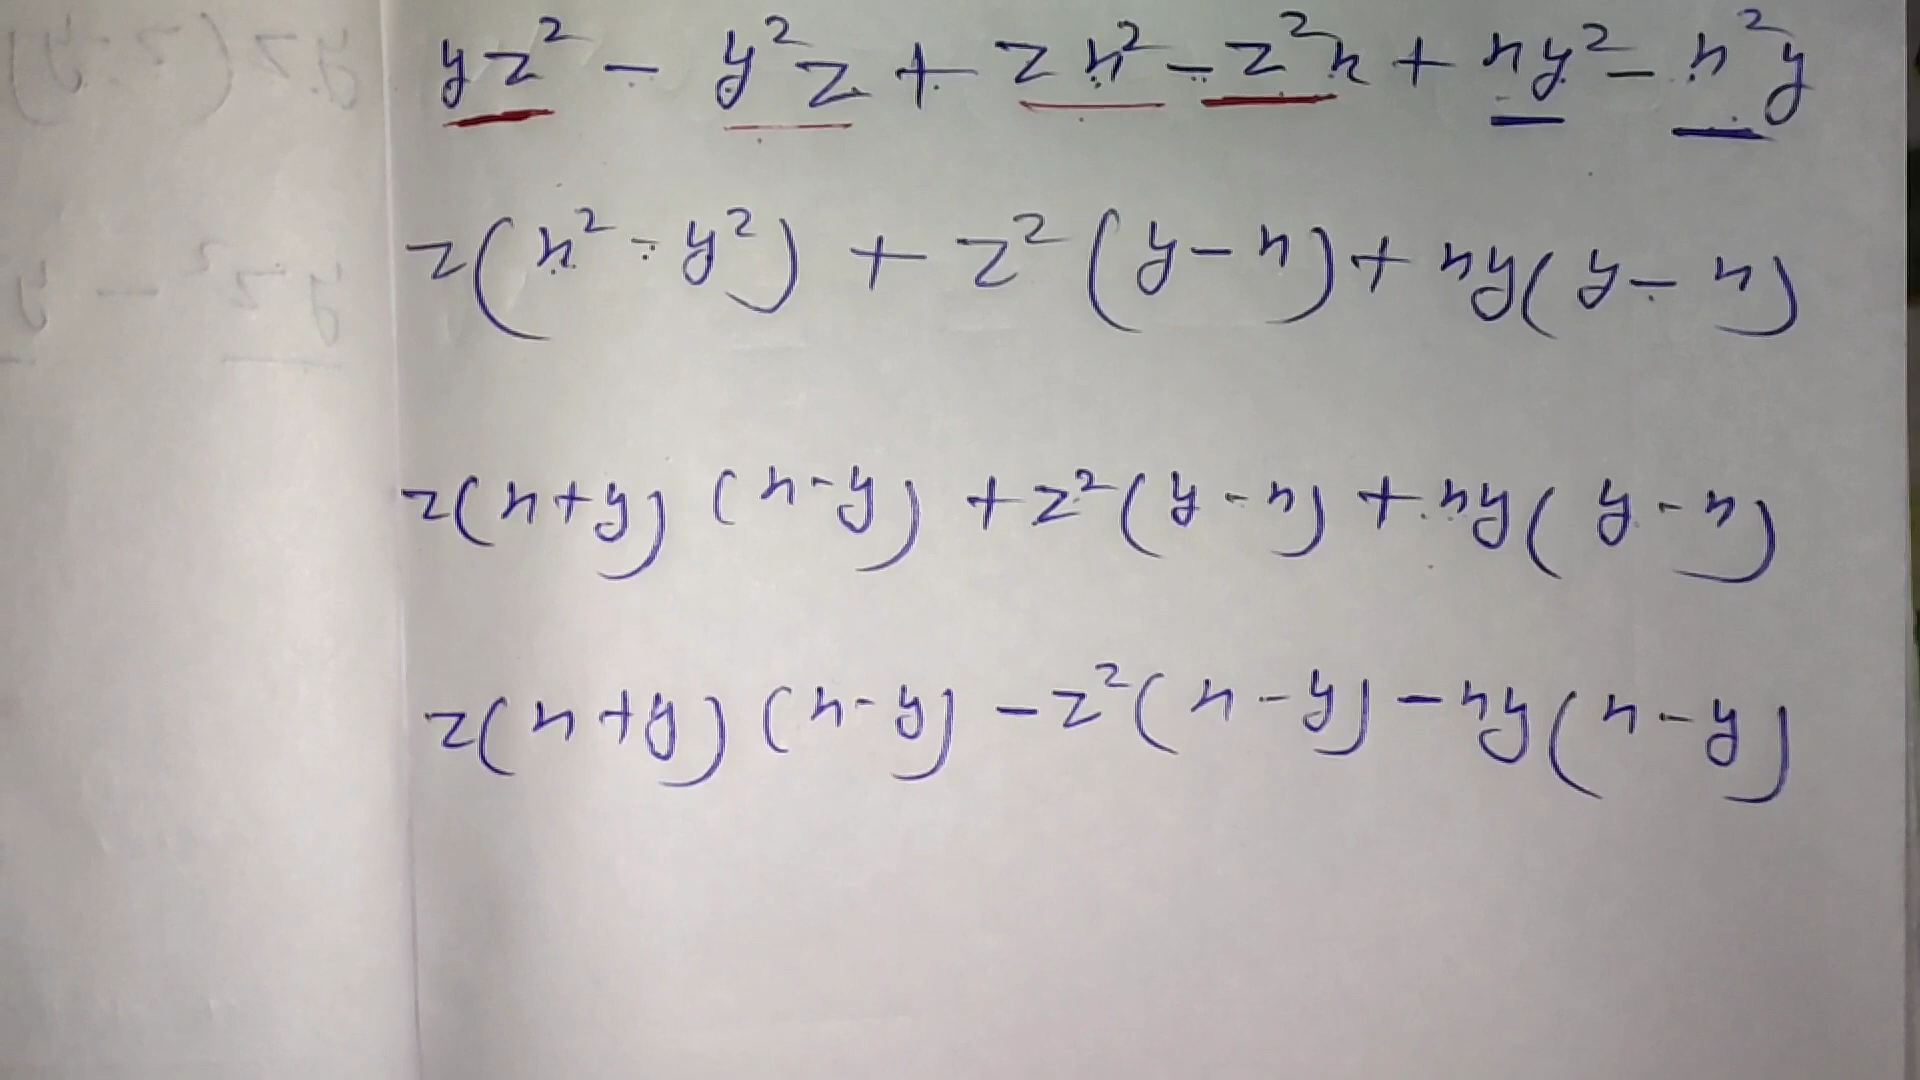 yz² - y²z + zx² - z²x + xy² - x²y
z(x² - y²) + z²(y - x) + xy(y - x)
z(x+y)(x-y) + z²(y-x) + xy(y-x)
z(x+y)(x-y) - z²(x-y) - xy(x-y)